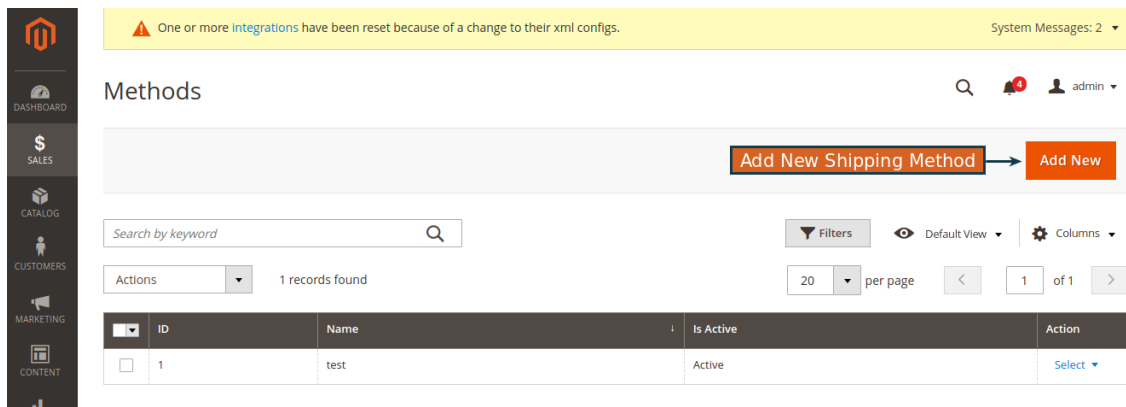 One or more integrations have been reset because of a change to their xml configs.
System Messages: 2
Methods
4
admin
DASHBOARD
SALES
CATALOG
CUSTOMERS
MARKETING
CONTENT
Add New Shipping Method
Add New
Search by keyword
Filters
Default View
Columns
Actions
1 records found
20
per page
1
of 1
ID
Name
Is Active
Action
1
test
Active
Select